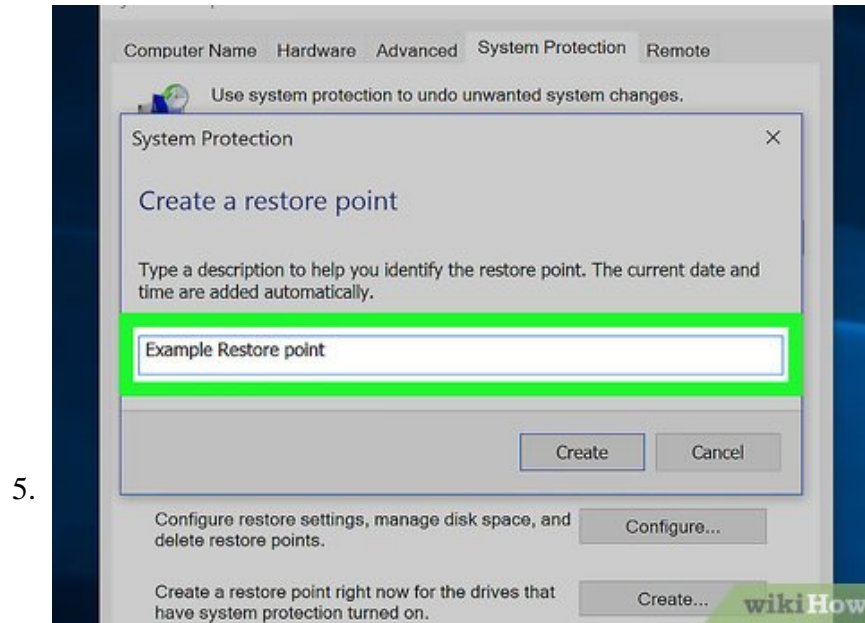 Computer Name Hardware Advanced System Protection Remote
Use system protection to undo unwanted system changes.
System Protection
Create a restore point
Type a description to help you identify the restore point. The current date and
time are added automatically.
Example Restore point
Create Cancel
5.
Configure restore settings, manage disk space, and
delete restore points.
Configure...
Create a restore point right now for the drives that
have system protection turned on.
Create...
wikiHow